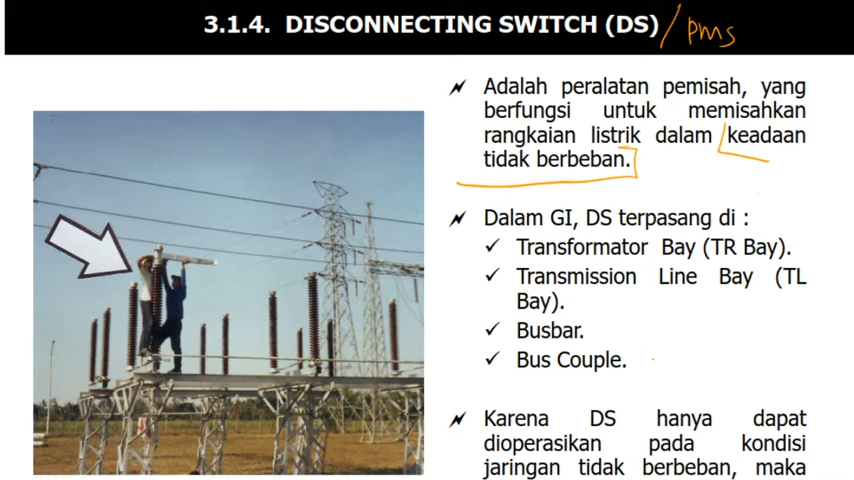 3.1.4. DISCONNECTING SWITCH (DS) / pms
Adalah peralatan pemisah, yang
berfungsi untuk memisahkan
rangkaian listrik dalam keadaan
tidak berbeban.
Dalam GI, DS terpasang di :
Transformator Bay (TR Bay).
Transmission Line Bay (TL
Bay).
Busbar.
Bus Couple.
Karena DS hanya dapat
dioperasikan pada kondisi
jaringan tidak berbeban, maka